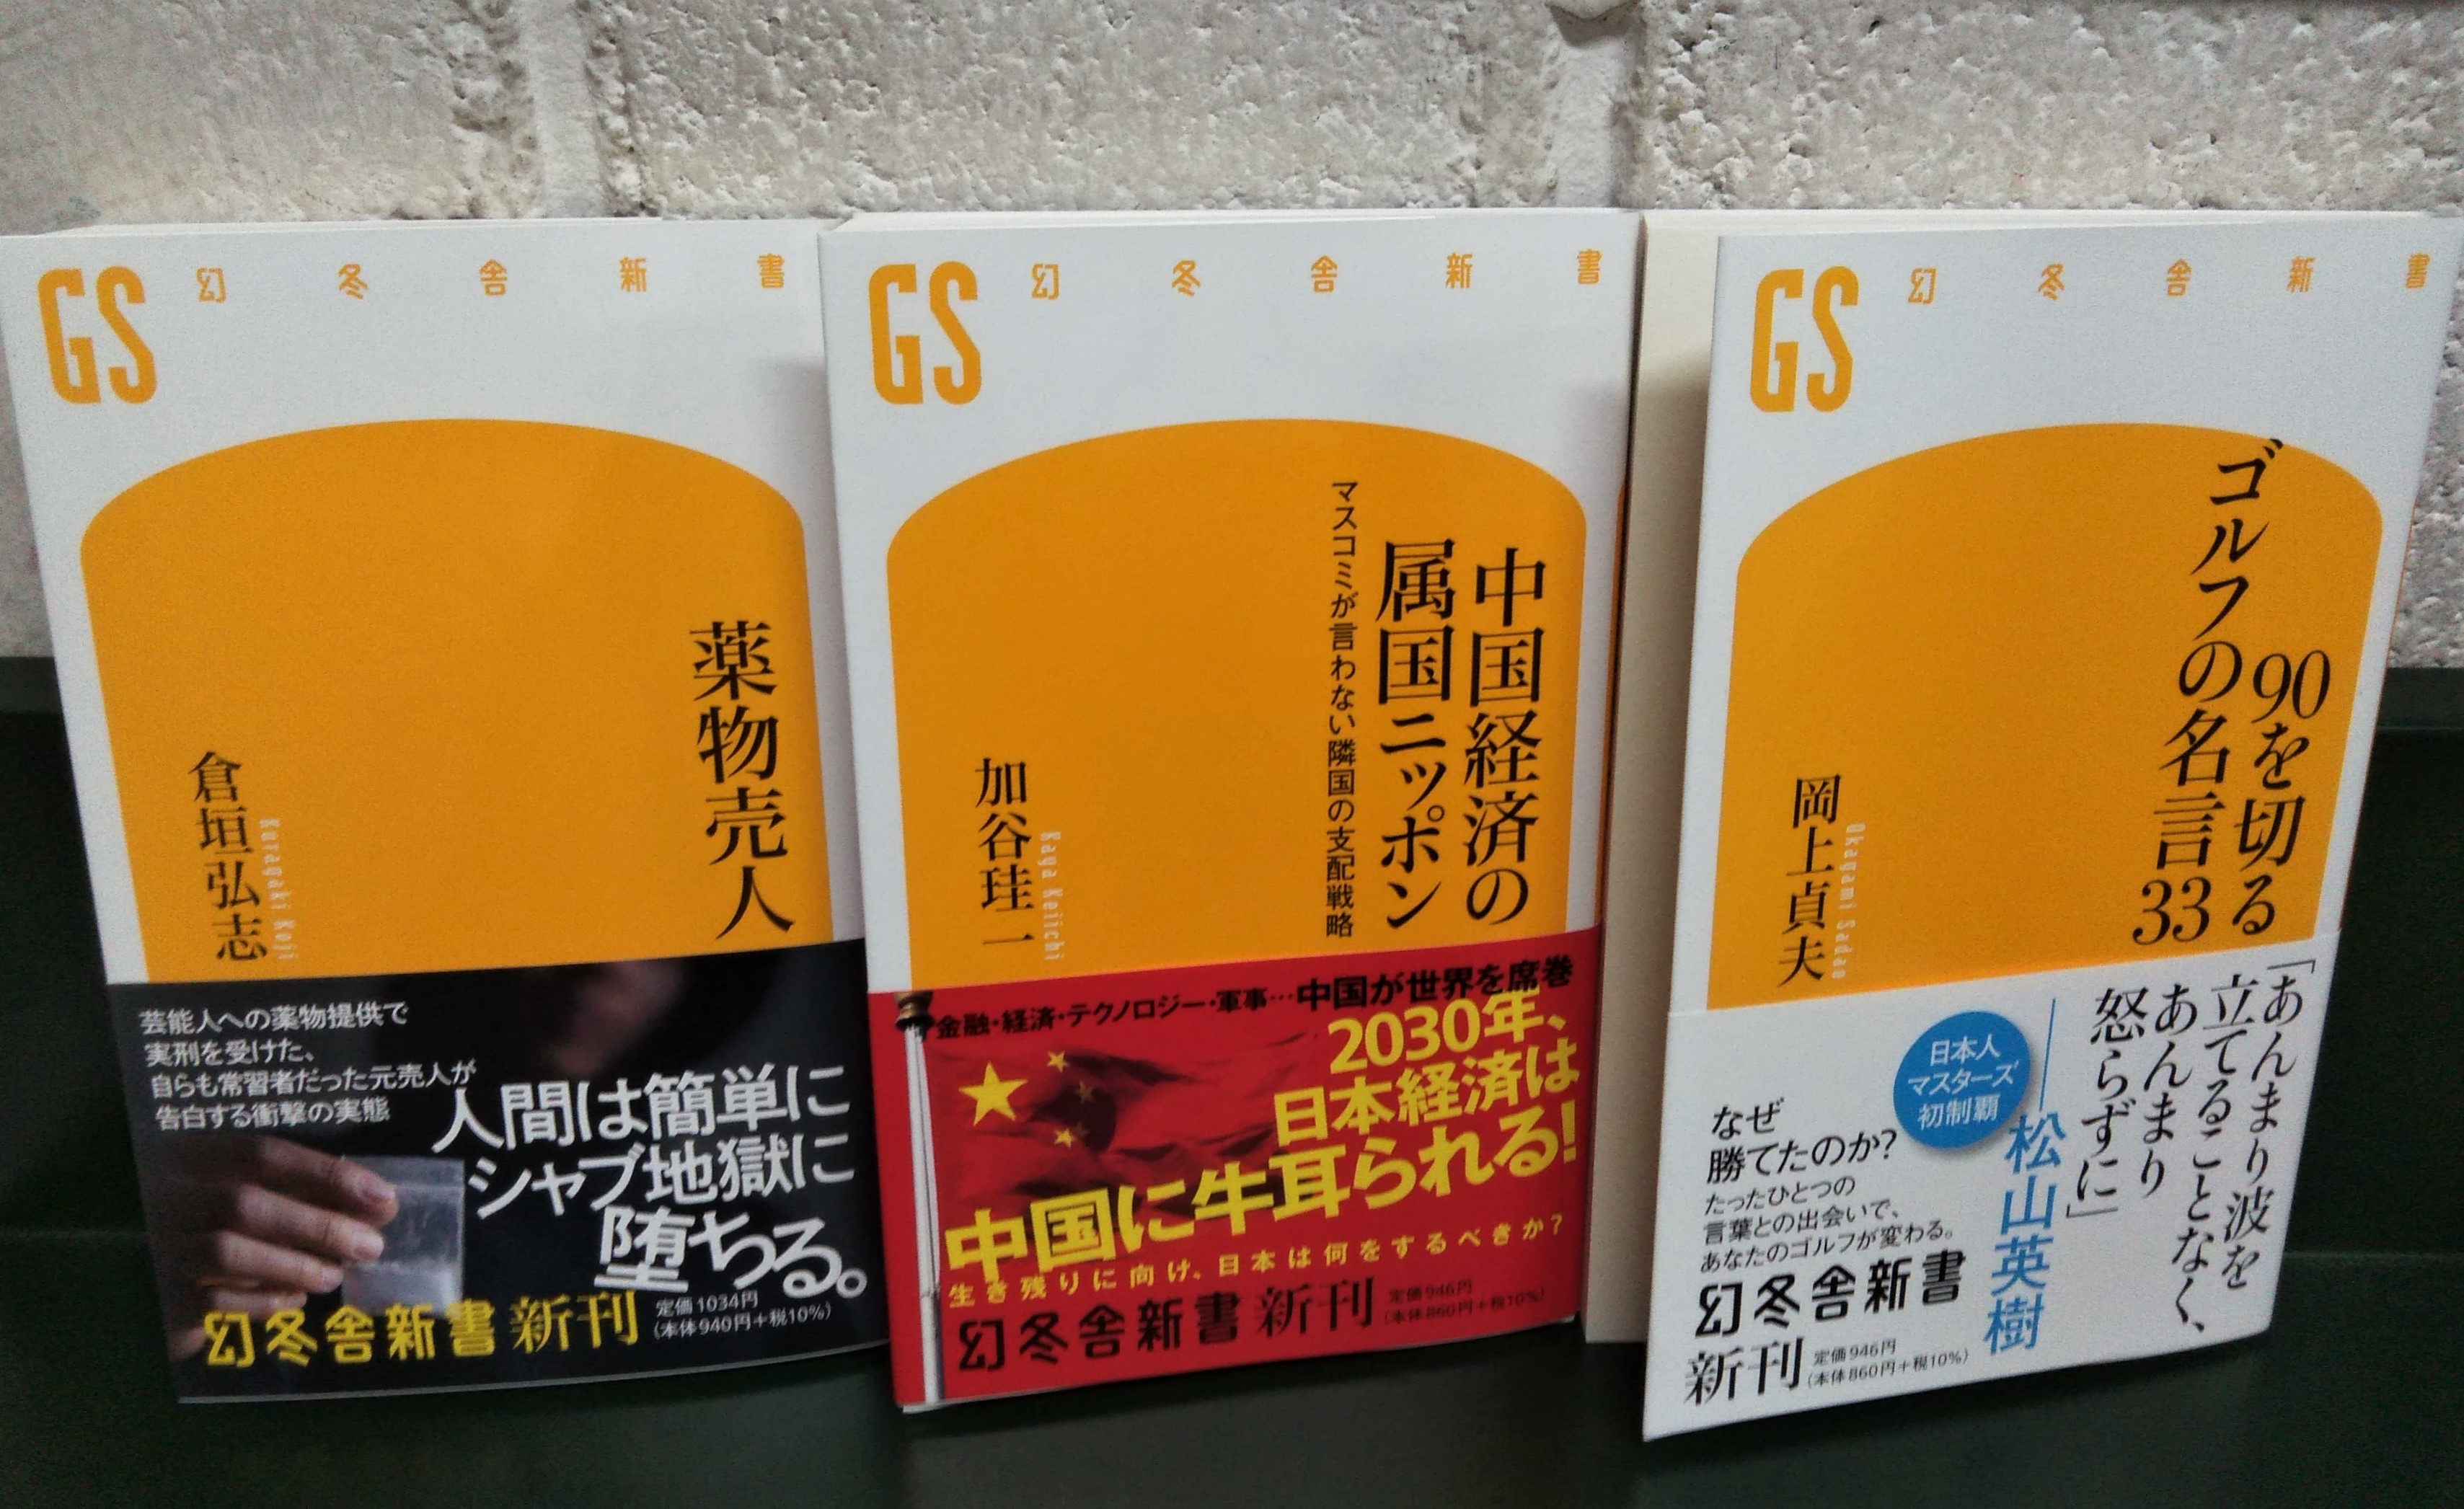 GS 幻冬舎新書
薬物売人
倉垣弘志
Kuragaki Koji
芸能人への薬物提供で
実刑を受けた、
自らも常習者だった元売人が
告白する衝撃の実態
人間は簡単に
シャブ地獄に
堕ちる。
幻冬舎新書 新刊
定価1034円
（本体940円+税10%）
GS 幻冬舎新書
中国経済の
属国ニッポン
マスコミが言わない隣国の支配戦略
加谷珪一
Kaya Keiichi
金融・経済・テクノロジー・軍事…中国が世界を席巻
2030年、
日本経済は
中国に牛耳られる!
生き残りに向け、日本は何をするべきか?
幻冬舎新書 新刊
定価946円
（本体860円+税10%）
GS 幻冬舎新書
90を切る
ゴルフの名言33
岡上貞夫
Okagami Sadao
「あんまり波を
立てることなく、
あんまり
怒らずに」
――松山英樹
日本人
マスターズ
初制覇
なぜ
勝てたのか?
たったひとつの
言葉との出会いで、
あなたのゴルフが変わる。
幻冬舎新書
新刊
定価946円
（本体860円+税10%）